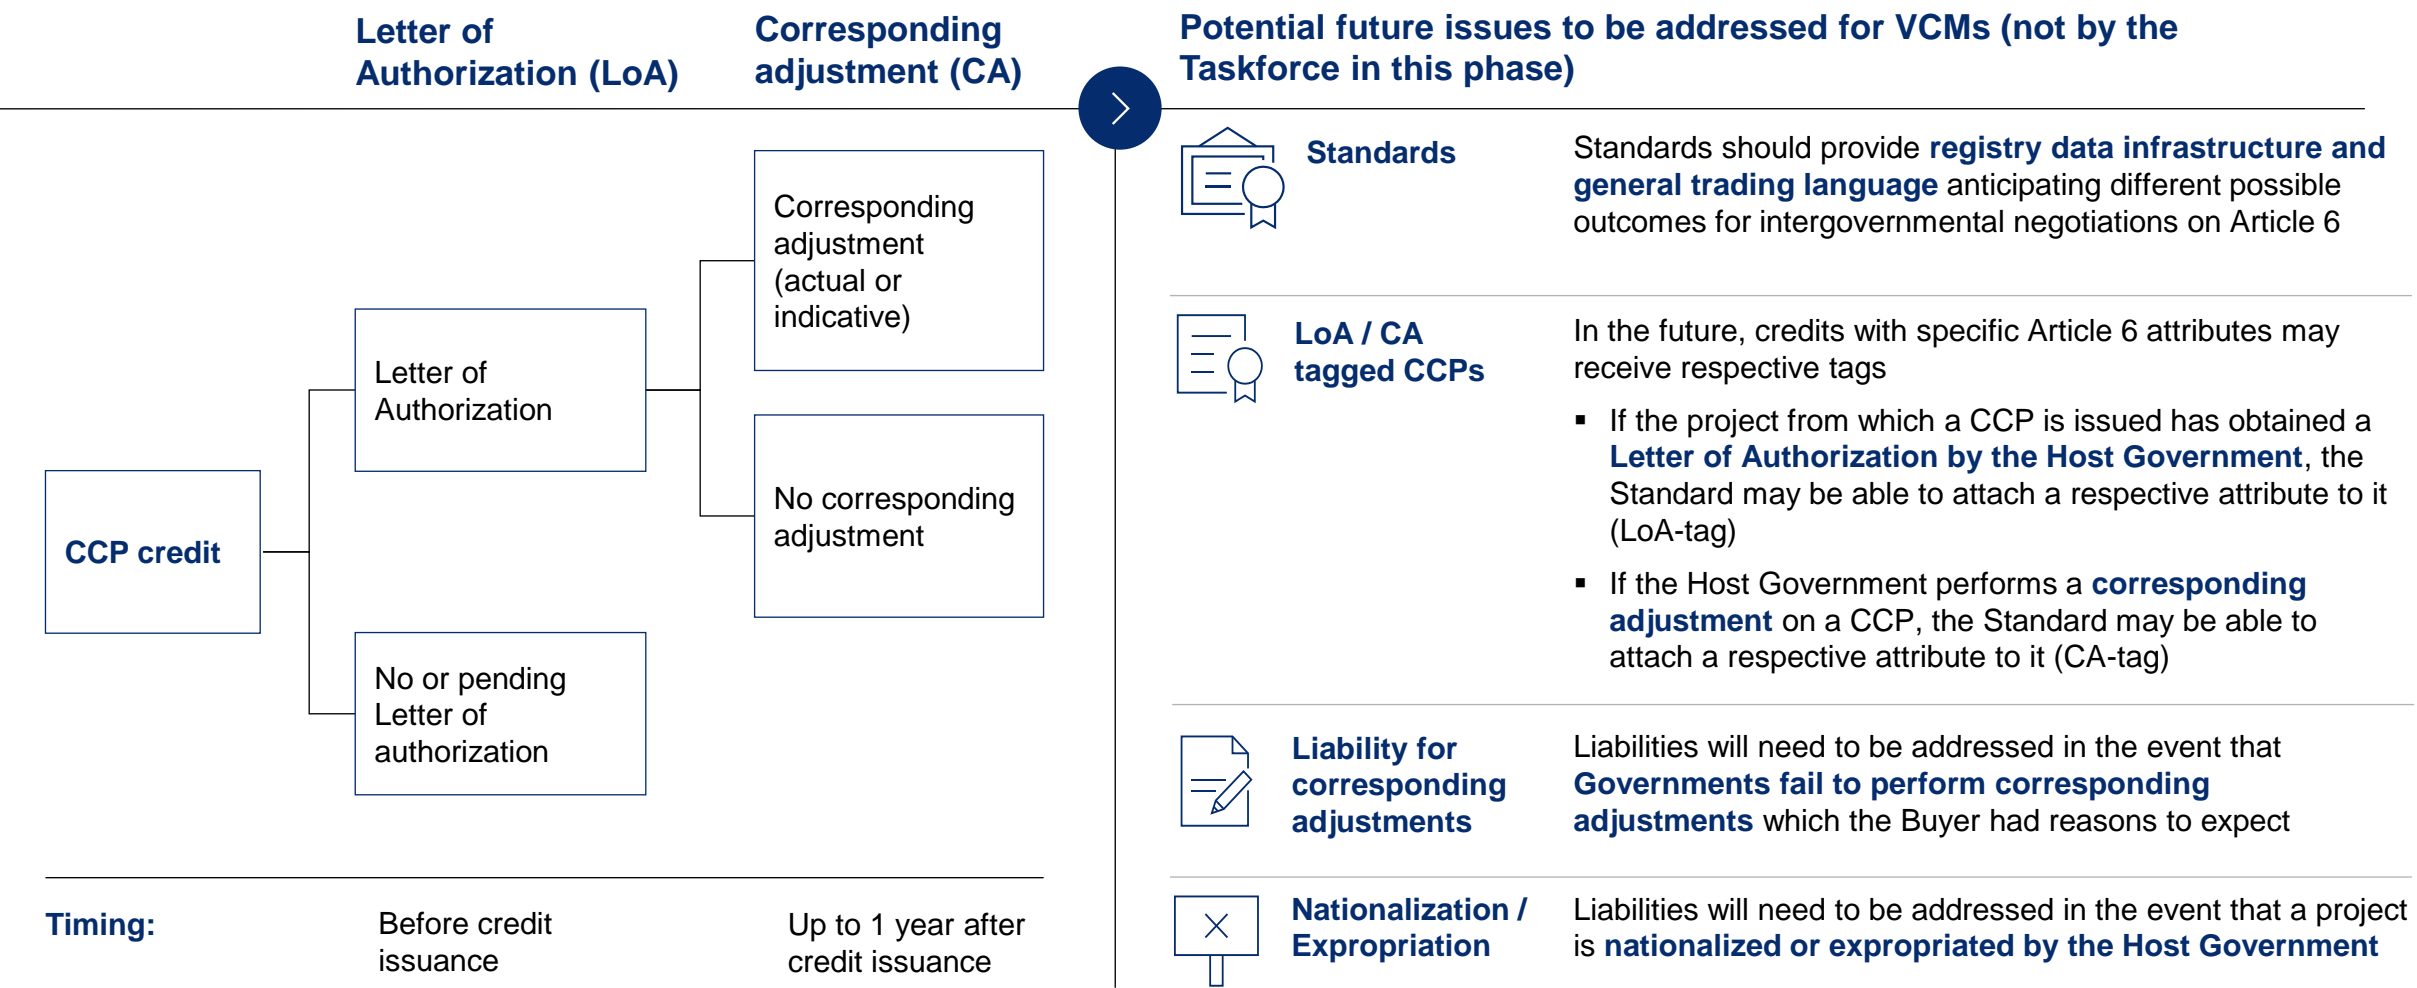 Letter of
Authorization (LoA)
Corresponding
adjustment (CA)
Potential future issues to be addressed for VCMs (not by the
Taskforce in this phase)
CCP credit
Letter of
Authorization
No or pending
Letter of
authorization
Corresponding
adjustment
(actual or
indicative)
No corresponding
adjustment
Timing:
Before credit
issuance
Up to 1 year after
credit issuance
Standards
Standards should provide registry data infrastructure and
general trading language anticipating different possible
outcomes for intergovernmental negotiations on Article 6
LoA / CA
tagged CCPs
In the future, credits with specific Article 6 attributes may
receive respective tags
▪ If the project from which a CCP is issued has obtained a
Letter of Authorization by the Host Government, the
Standard may be able to attach a respective attribute to it
(LoA-tag)
▪ If the Host Government performs a corresponding
adjustment on a CCP, the Standard may be able to
attach a respective attribute to it (CA-tag)
Liability for
corresponding
adjustments
Liabilities will need to be addressed in the event that
Governments fail to perform corresponding
adjustments which the Buyer had reasons to expect
Nationalization /
Expropriation
Liabilities will need to be addressed in the event that a project
is nationalized or expropriated by the Host Government